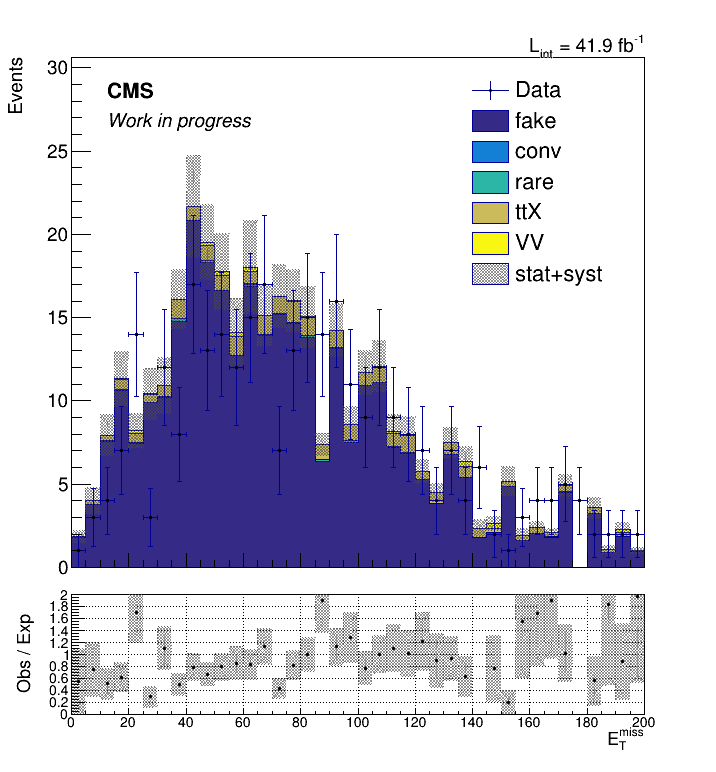 L_int = 41.9 fb^-1
Events
30
25
20
15
10
5
0
CMS
Work in progress
Data
fake
conv
rare
ttX
VV
stat+syst
Obs / Exp
2
1.8
1.6
1.4
1.2
1
0.8
0.6
0.4
0.2
0
0 20 40 60 80 100 120 140 160 180 200
E_T^miss